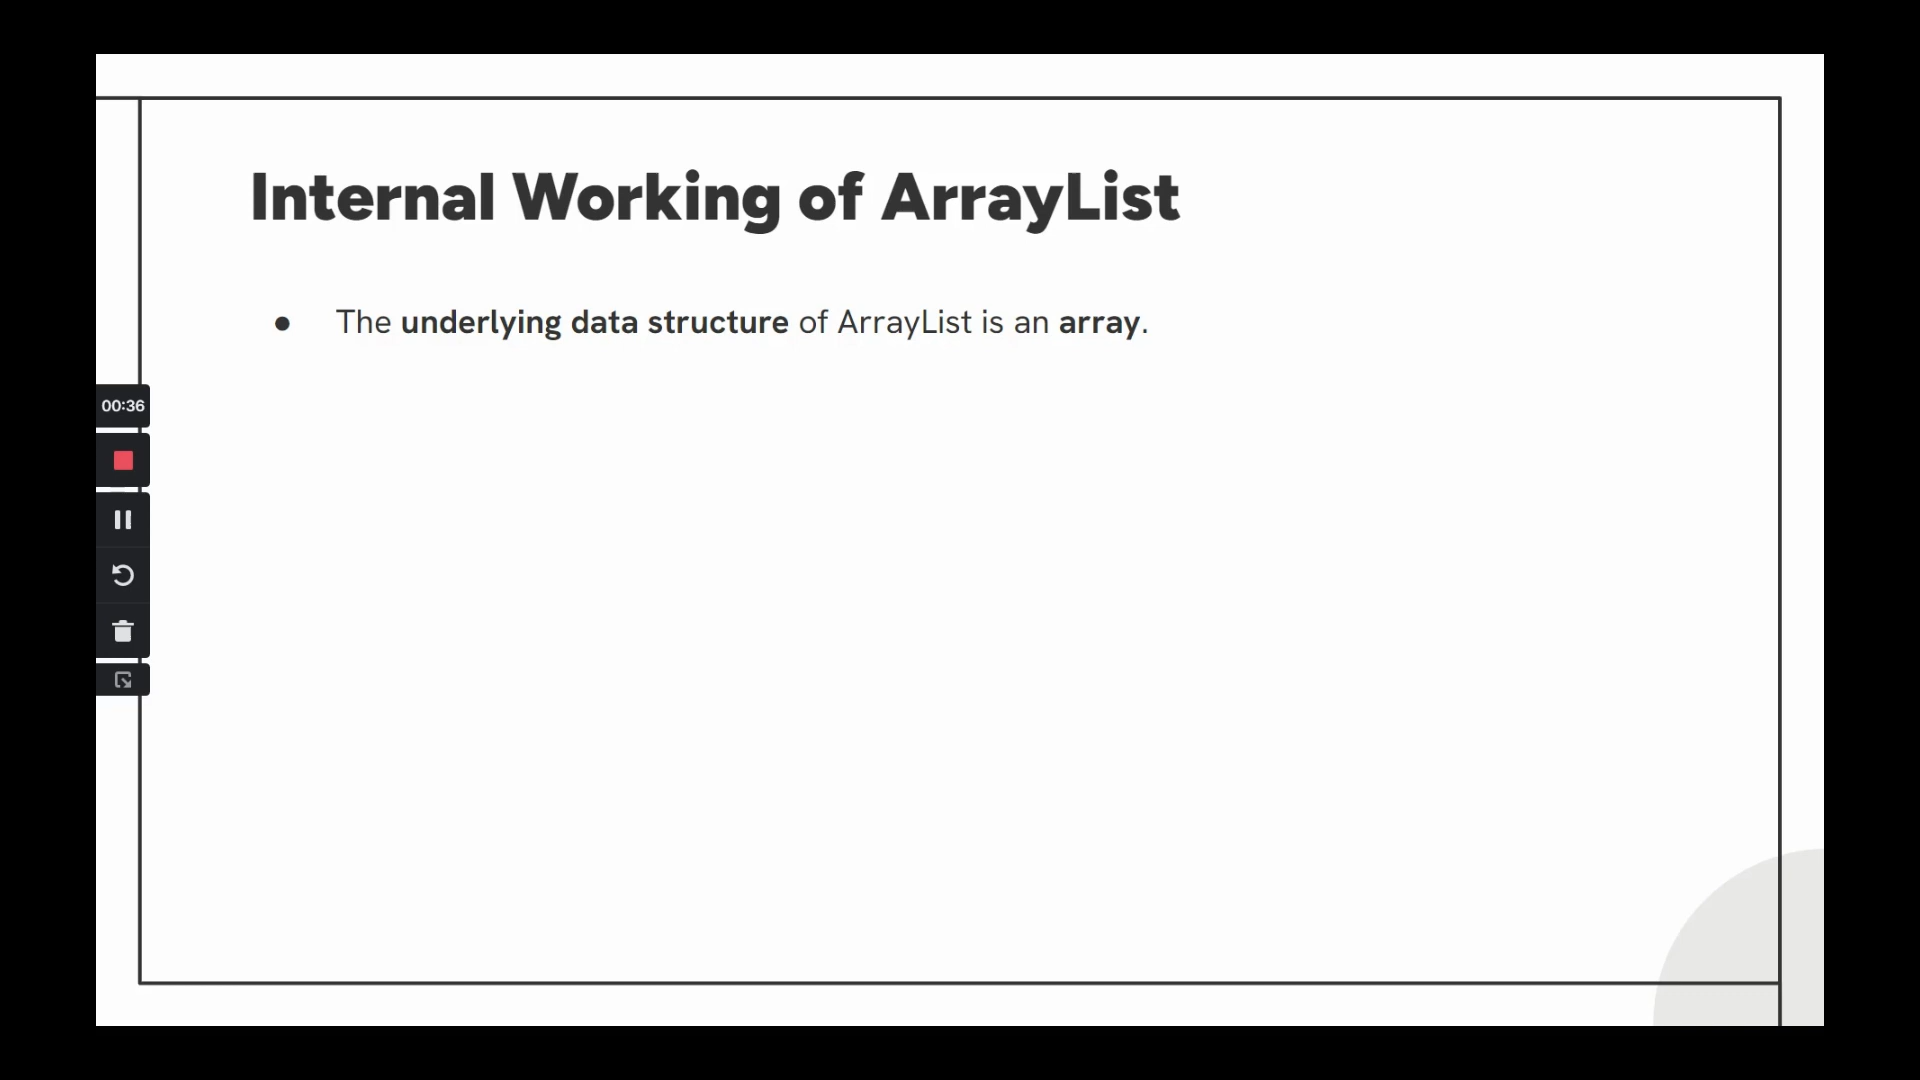 Internal Working of ArrayList
● The underlying data structure of ArrayList is an array.
00:36